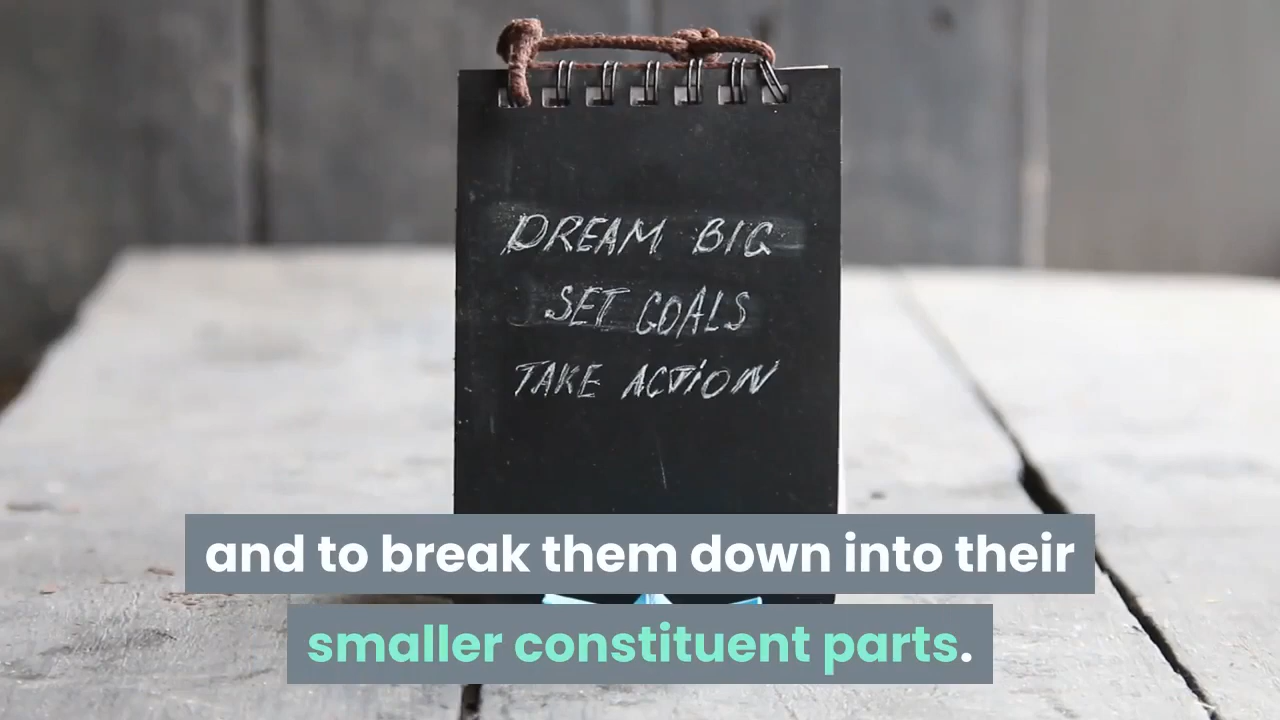 DREAM BIG
SET GOALS
TAKE ACTION
and to break them down into their
smaller constituent parts.